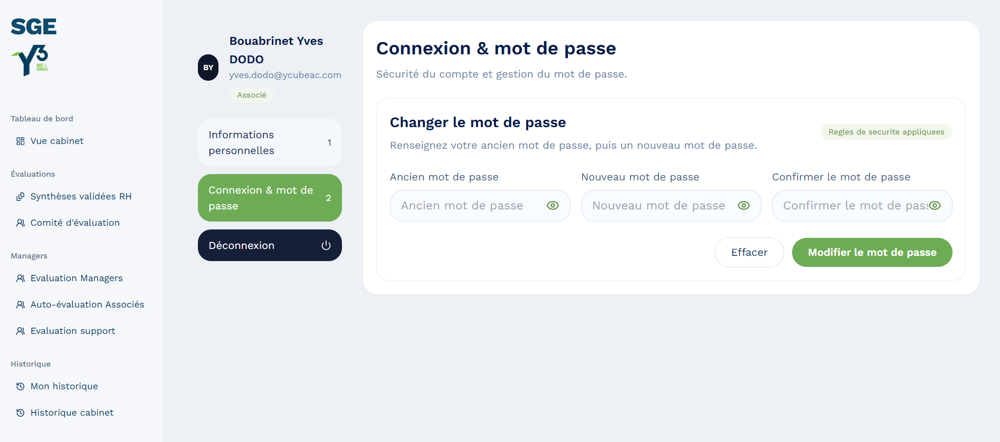 SGE
Y3
AUDIT &
CONSEILS
Tableau de bord
Vue cabinet
Évaluations
Synthèses validées RH
Comité d'évaluation
Managers
Evaluation Managers
Auto-évaluation Associés
Evaluation support
Historique
Mon historique
Historique cabinet
BY
Bouabrinet Yves
DODO
yves.dodo@ycubeac.com
Associé
Informations
personnelles
1
Connexion & mot de
passe
2
Déconnexion
Connexion & mot de passe
Sécurité du compte et gestion du mot de passe.
Changer le mot de passe
Renseignez votre ancien mot de passe, puis un nouveau mot de passe.
Regles de securite appliquees
Ancien mot de passe
Nouveau mot de passe
Confirmer le mot de passe
Ancien mot de passe
Nouveau mot de passe
Confirmer le mot de pas
Effacer
Modifier le mot de passe